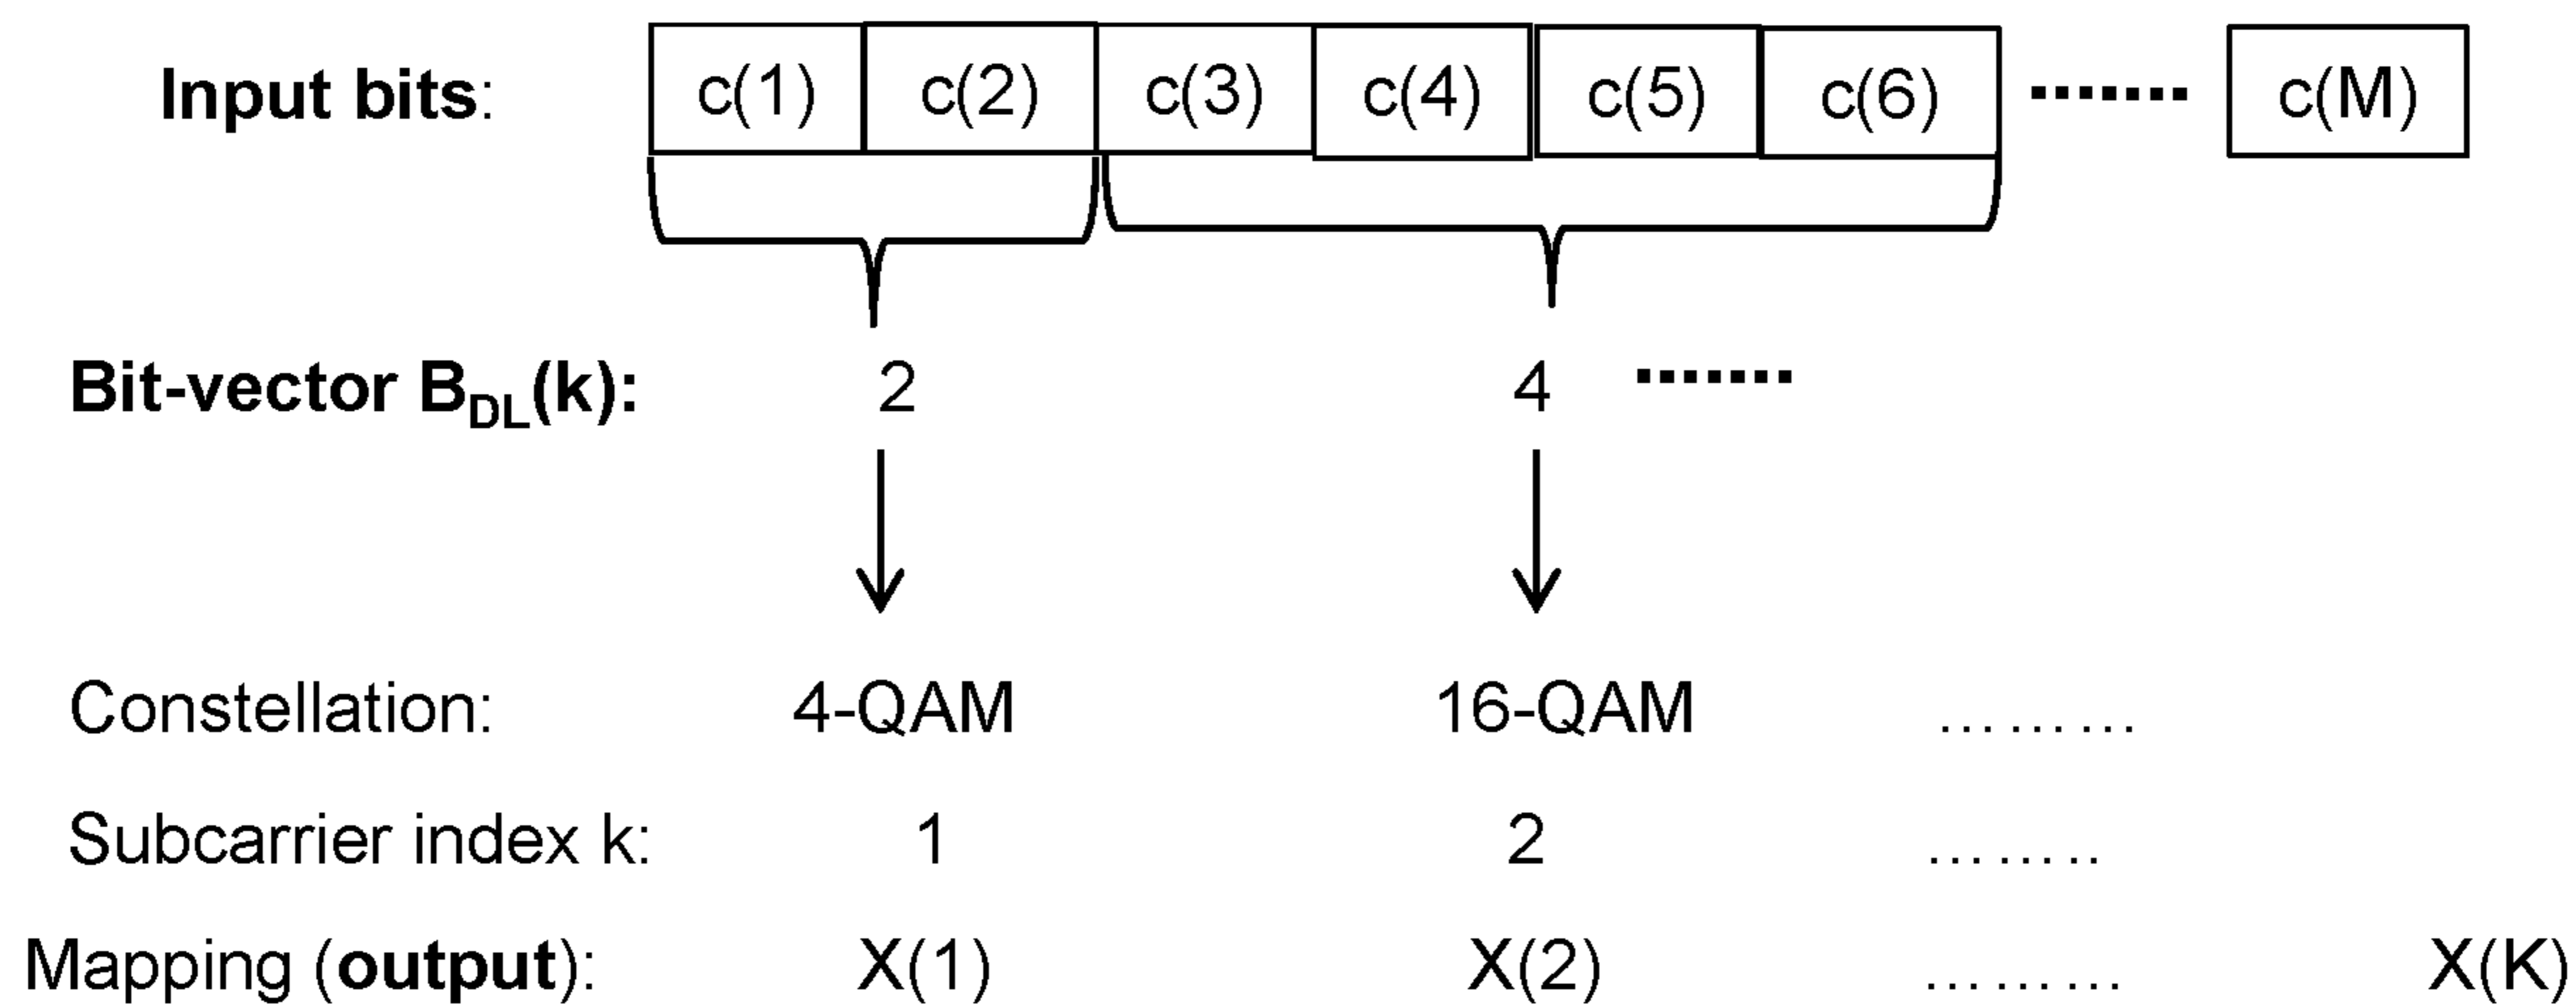 Input bits: c(1) c(2) c(3) c(4) c(5) c(6) ....... c(M)
Bit-vector B_DL(k): 2 4 .......
Constellation: 4-QAM 16-QAM .........
Subcarrier index k: 1 2 ........
Mapping (output): X(1) X(2) ......... X(K)